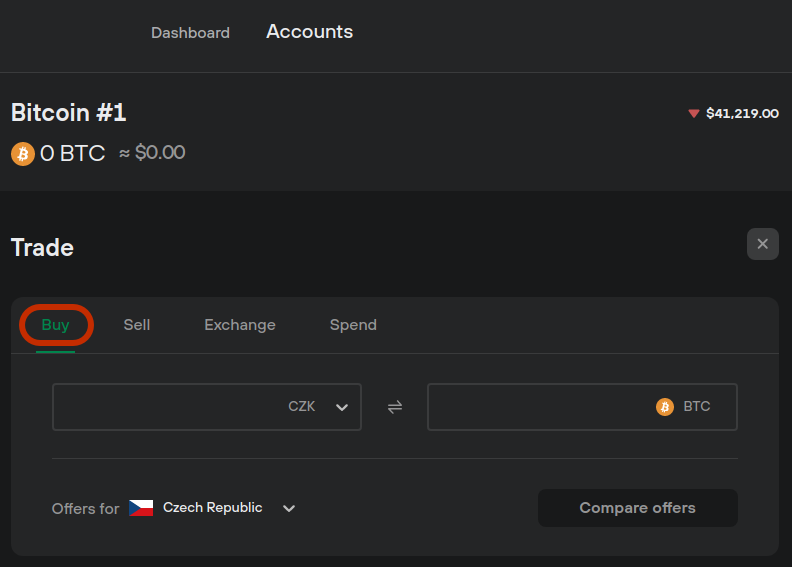 Dashboard Accounts
Bitcoin #1 $41,219.00
0 BTC ≈ $0.00
Trade
Buy Sell Exchange Spend
CZK BTC
Offers for Czech Republic Compare offers